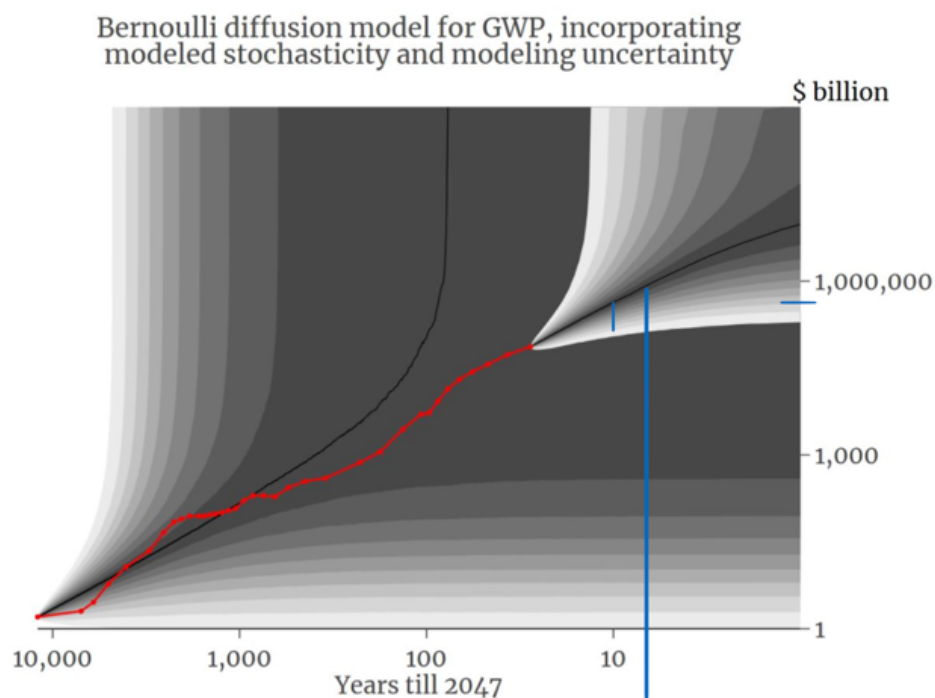 Bernoulli diffusion model for GWP, incorporating
modeled stochasticity and modeling uncertainty
$ billion
1,000,000
1,000
1
10,000 1,000 100 10
Years till 2047